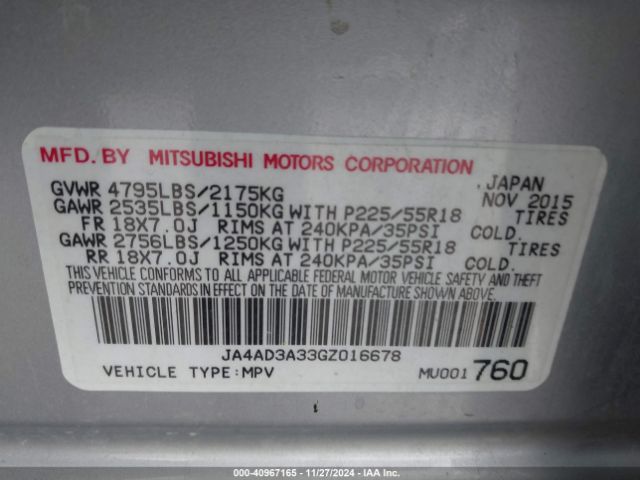 MFD. BY MITSUBISHI MOTORS CORPORATION
, JAPAN
GVWR 4795LBS/2175KG NOV 2015
GAWR 2535LBS/1150KG WITH P225/55R18 TIRES
FR 18X7.0J RIMS AT 240KPA/35PSI COLD.
GAWR 2756LBS/1250KG WITH P225/55R18 TIRES
RR 18X7.0J RIMS AT 240KPA/35PSI COLD.
THIS VEHICLE CONFORMS TO ALL APPLICABLE FEDERAL MOTOR VEHICLE SAFETY AND THEFT
PREVENTION STANDARDS IN EFFECT ON THE DATE OF MANUFACTURE SHOWN ABOVE.
JA4AD3A33GZ016678
VEHICLE TYPE:MPV MU001 760
000-40967165 - 11/27/2024 - IAA Inc.